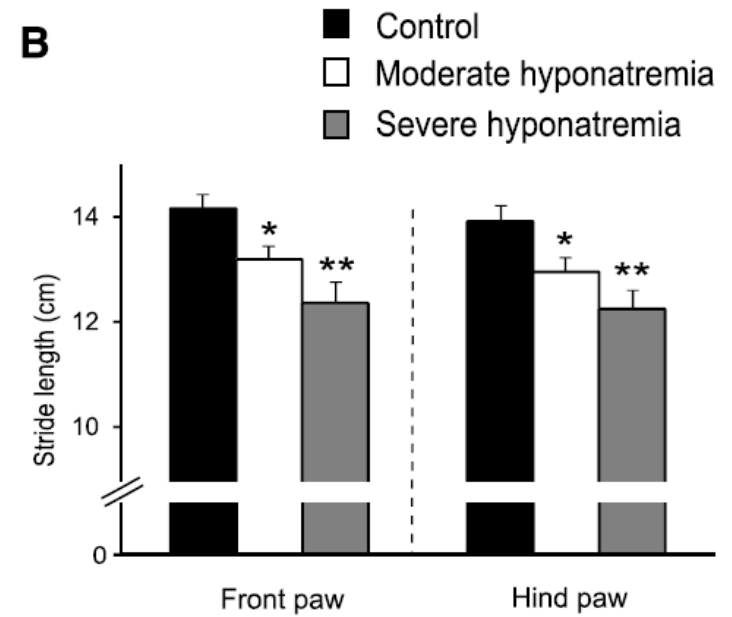 B
Control
Moderate hyponatremia
Severe hyponatremia
Stride length (cm)
14
12
10
0
*
**
*
**
Front paw
Hind paw